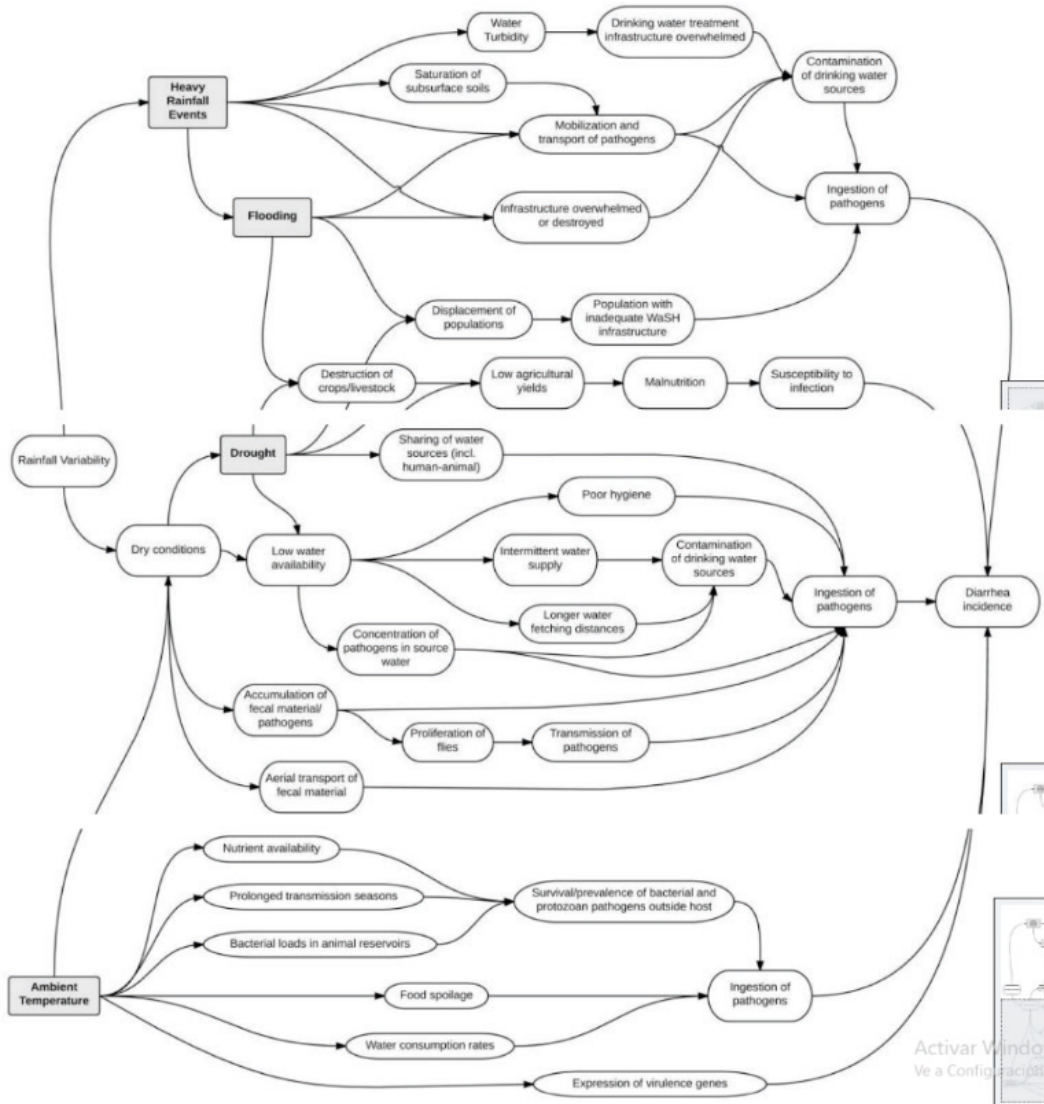 Water
Turbidity
Drinking water treatment
infrastructure overwhelmed
Contamination
of drinking water
sources
Heavy
Rainfall
Events
Saturation of
subsurface soils
Mobilization and
transport of pathogens
Ingestion of
pathogens
Flooding
Infrastructure overwhelmed
or destroyed
Displacement of
populations
Population with
inadequate WaSH
infrastructure
Destruction of
crops/livestock
Low agricultural
yields
Malnutrition
Susceptibility to
infection
Rainfall Variability
Drought
Sharing of water
sources (incl.
human-animal)
Poor hygiene
Dry conditions
Low water
availability
Intermittent water
supply
Contamination
of drinking water
sources
Ingestion of
pathogens
Diarrhea
incidence
Longer water
fetching distances
Concentration of
pathogens in source
water
Accumulation of
fecal material/
pathogens
Proliferation of
flies
Transmission of
pathogens
Aerial transport of
fecal material
Nutrient availability
Prolonged transmission seasons
Survival/prevalence of bacterial and
protozoan pathogens outside host
Bacterial loads in animal reservoirs
Ambient
Temperature
Food spoilage
Ingestion of
pathogens
Water consumption rates
Expression of virulence genes
Activar Windo
Ve a Configuración